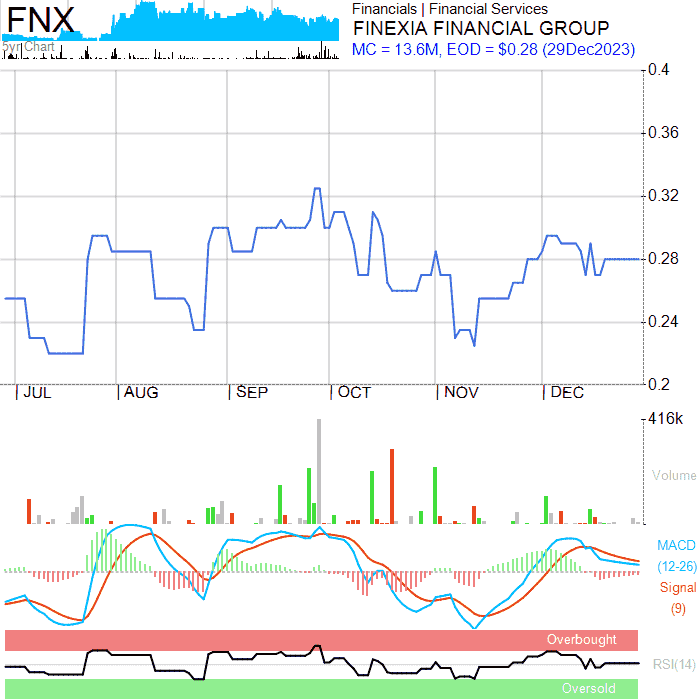 FNX
5yr Chart
Financials | Financial Services
FINEXIA FINANCIAL GROUP
MC = 13.6M, EOD = $0.28 (29Dec2023)
0.4
0.36
0.32
0.28
0.24
0.2
JUL
AUG
SEP
OCT
NOV
DEC
416k
Volume
MACD
(12-26)
Signal
(9)
Overbought
RSI(14)
Oversold